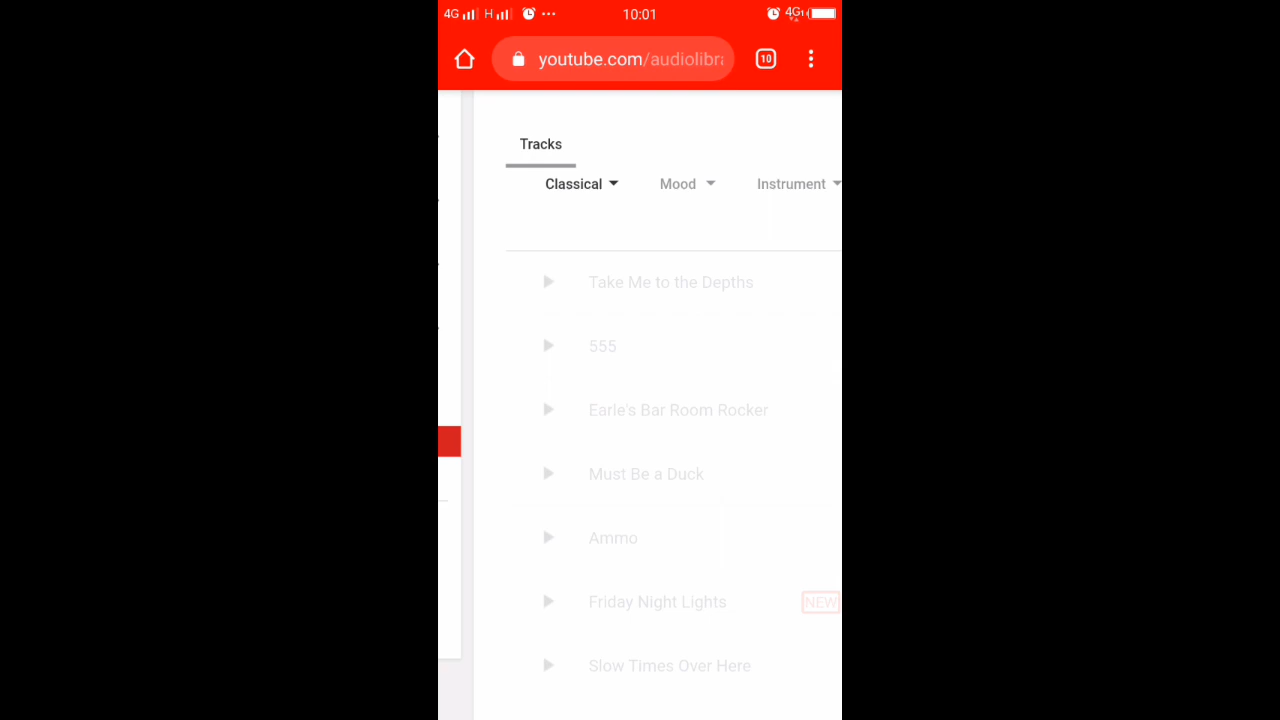 4G H ... 10:01 4G
youtube.com/audiolibra 10
Tracks
Classical Mood Instrument
Take Me to the Depths
555
Earle's Bar Room Rocker
Must Be a Duck
Ammo
Friday Night Lights NEW
Slow Times Over Here